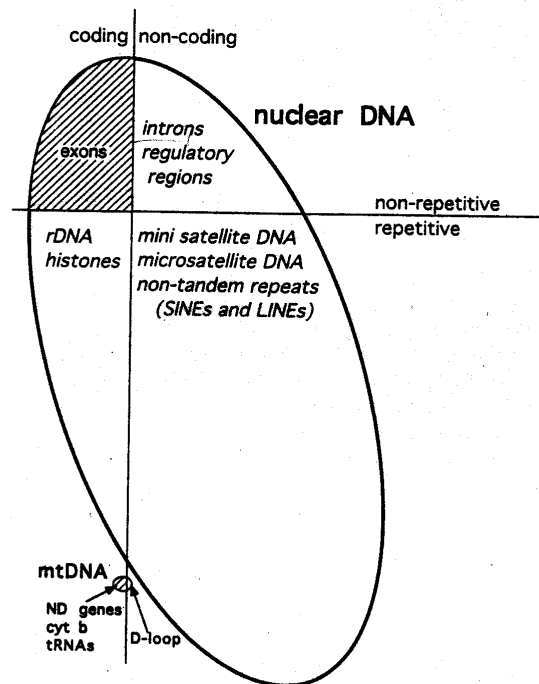 coding non-coding
nuclear DNA
introns
exons regulatory
regions
non-repetitive
repetitive
rDNA mini satellite DNA
histones microsatellite DNA
non-tandem repeats
(SINEs and LINEs)
mtDNA
ND genes
cyt b
tRNAs
D-loop